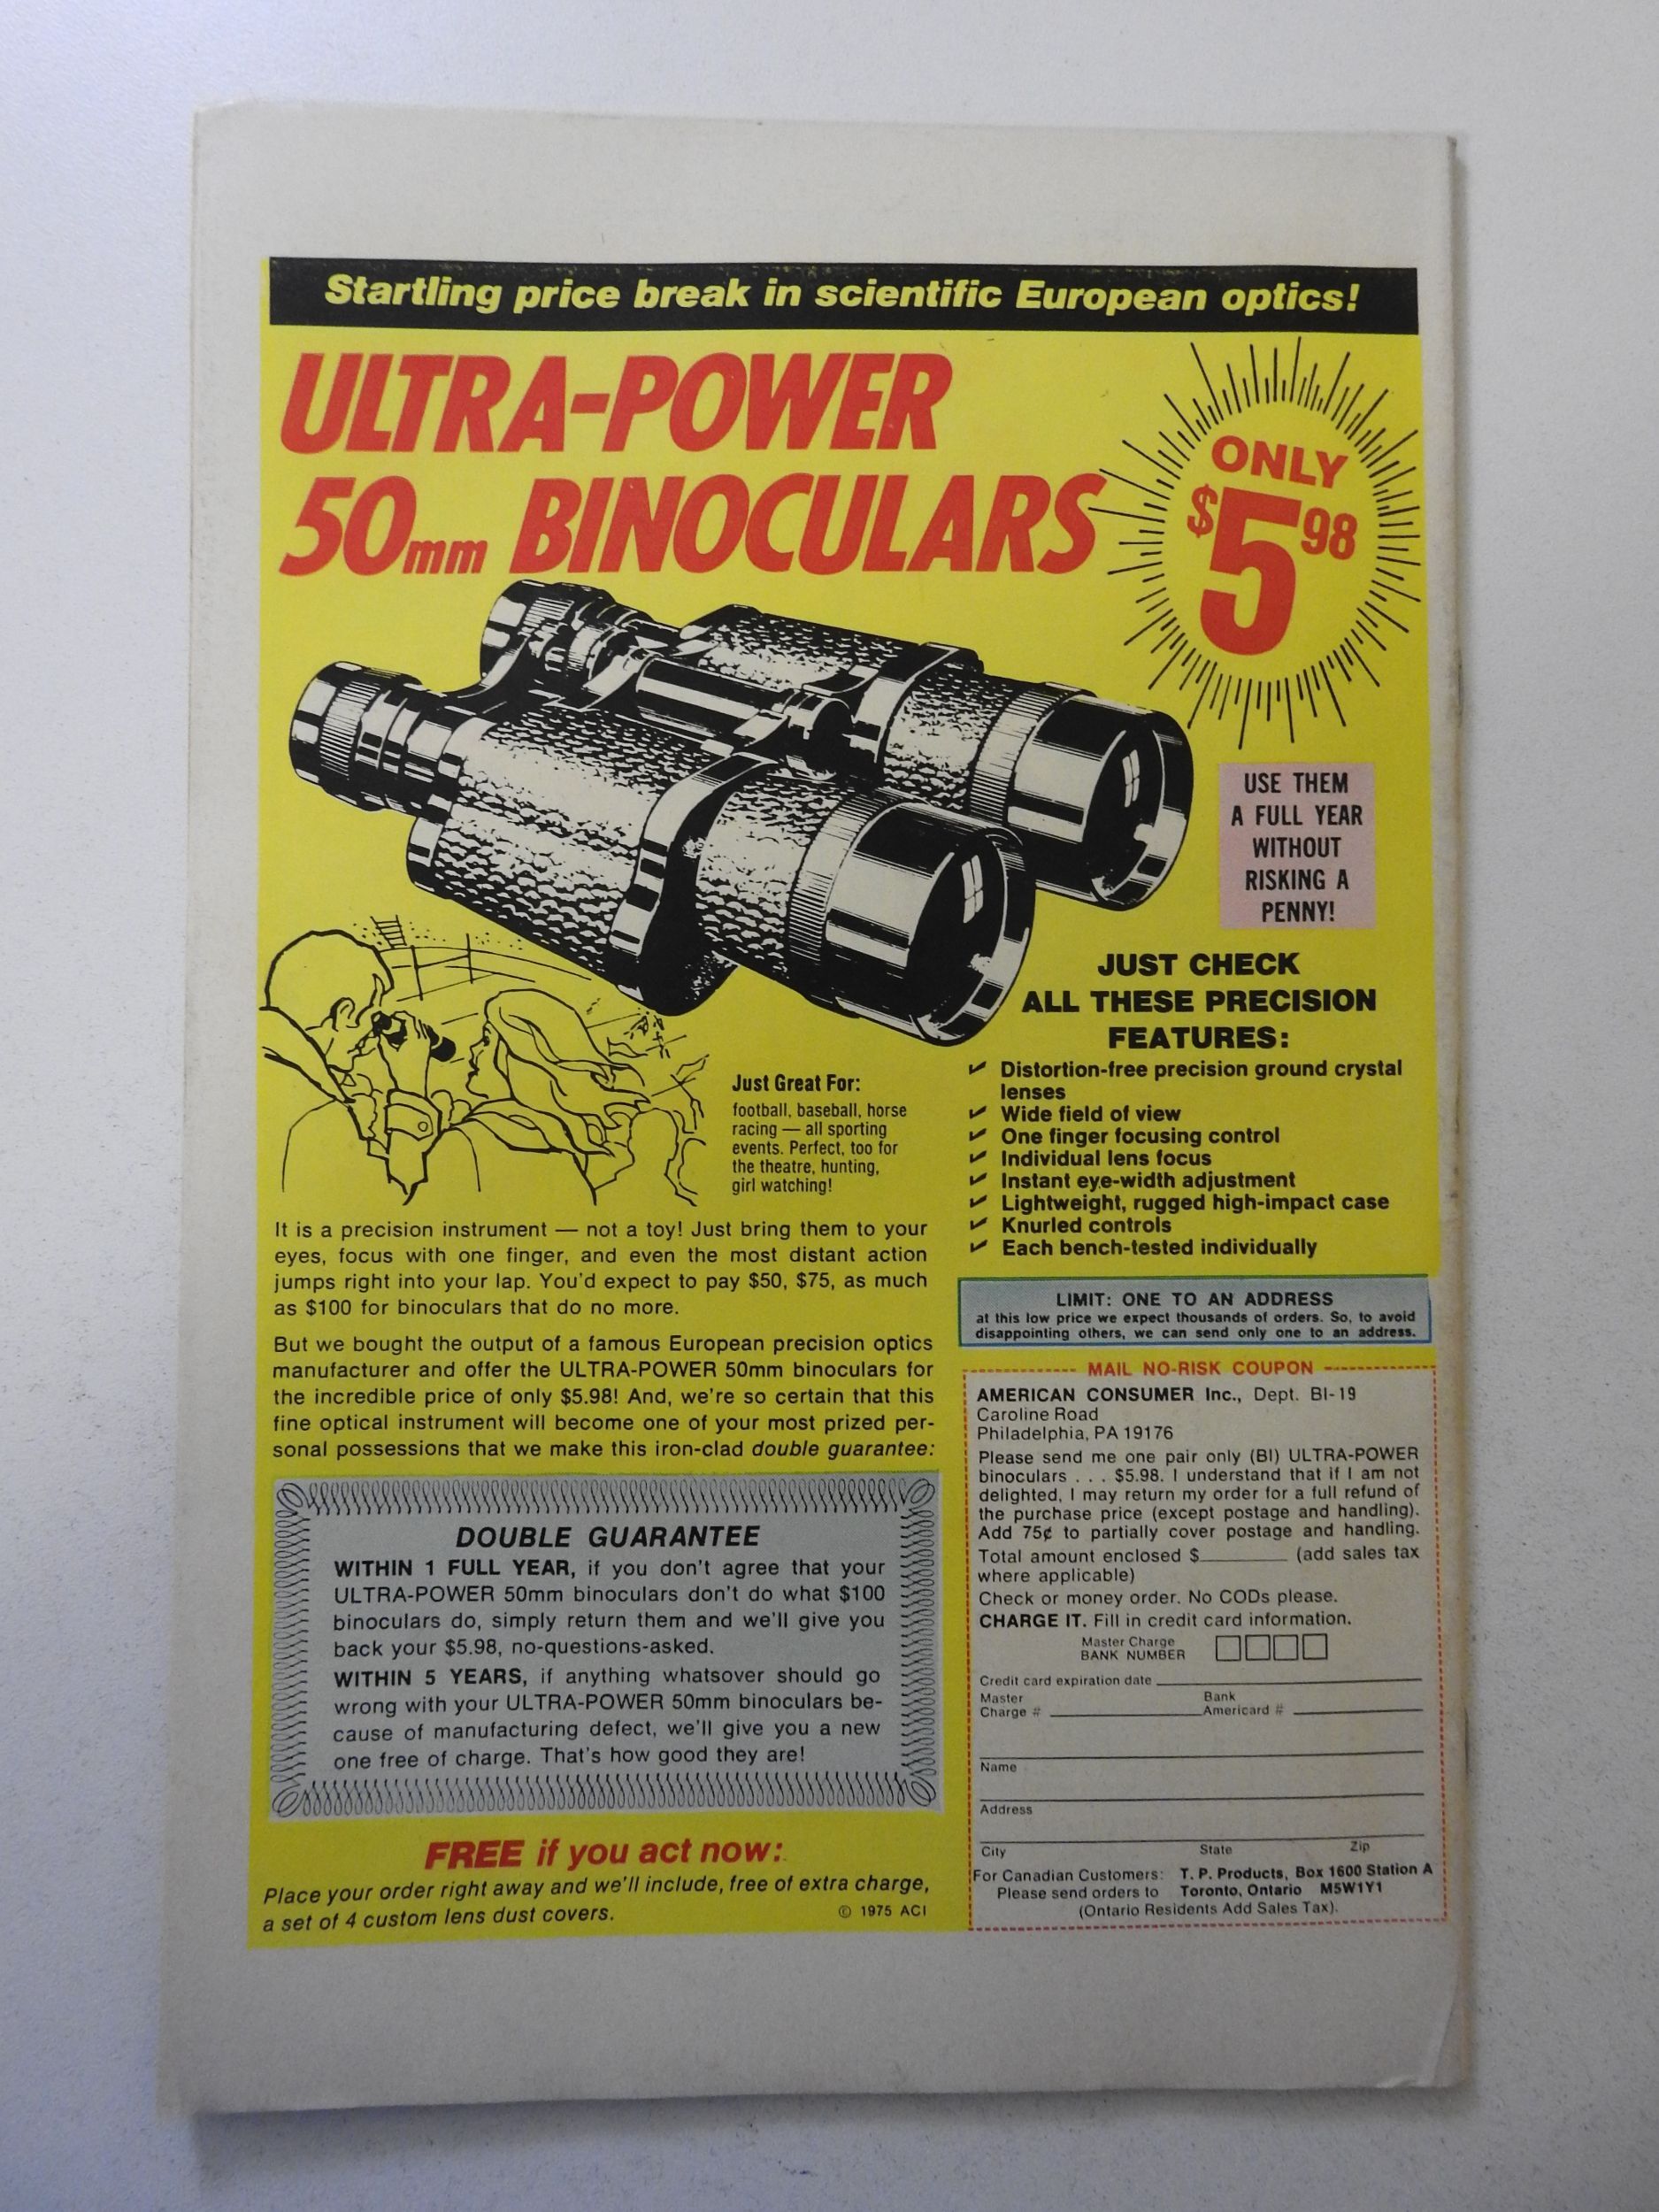 Startling price break in scientific European optics!
ULTRA-POWER
50mm BINOCULARS
ONLY
$5 98
USE THEM
A FULL YEAR
WITHOUT
RISKING A
PENNY!
JUST CHECK
ALL THESE PRECISION
FEATURES:
✓ Distortion-free precision ground crystal
lenses
✓ Wide field of view
✓ One finger focusing control
✓ Individual lens focus
✓ Instant eye-width adjustment
✓ Lightweight, rugged high-impact case
✓ Knurled controls
✓ Each bench-tested individually
Just Great For:
football, baseball, horse
racing — all sporting
events. Perfect, too for
the theatre, hunting,
girl watching!
It is a precision instrument — not a toy! Just bring them to your
eyes, focus with one finger, and even the most distant action
jumps right into your lap. You'd expect to pay $50, $75, as much
as $100 for binoculars that do no more.
But we bought the output of a famous European precision optics
manufacturer and offer the ULTRA-POWER 50mm binoculars for
the incredible price of only $5.98! And, we're so certain that this
fine optical instrument will become one of your most prized per-
sonal possessions that we make this iron-clad double guarantee:
DOUBLE GUARANTEE
WITHIN 1 FULL YEAR, if you don't agree that your
ULTRA-POWER 50mm binoculars don't do what $100
binoculars do, simply return them and we'll give you
back your $5.98, no-questions-asked.
WITHIN 5 YEARS, if anything whatsover should go
wrong with your ULTRA-POWER 50mm binoculars be-
cause of manufacturing defect, we'll give you a new
one free of charge. That's how good they are!
FREE if you act now:
Place your order right away and we'll include, free of extra charge,
a set of 4 custom lens dust covers.
© 1975 ACI
LIMIT: ONE TO AN ADDRESS
at this low price we expect thousands of orders. So, to avoid
disappointing others, we can send only one to an address.
MAIL NO-RISK COUPON
AMERICAN CONSUMER Inc., Dept. BI-19
Caroline Road
Philadelphia, PA 19176
Please send me one pair only (BI) ULTRA-POWER
binoculars . . . $5.98. I understand that if I am not
delighted, I may return my order for a full refund of
the purchase price (except postage and handling).
Add 75¢ to partially cover postage and handling.
Total amount enclosed $________ (add sales tax
where applicable)
Check or money order. No CODs please.
CHARGE IT. Fill in credit card information.
Master Charge
BANK NUMBER
Credit card expiration date
Master
Charge #
Bank
Americard #
Name
Address
City State Zip
For Canadian Customers: T. P. Products, Box 1600 Station A
Please send orders to Toronto, Ontario M5W1Y1
(Ontario Residents Add Sales Tax).